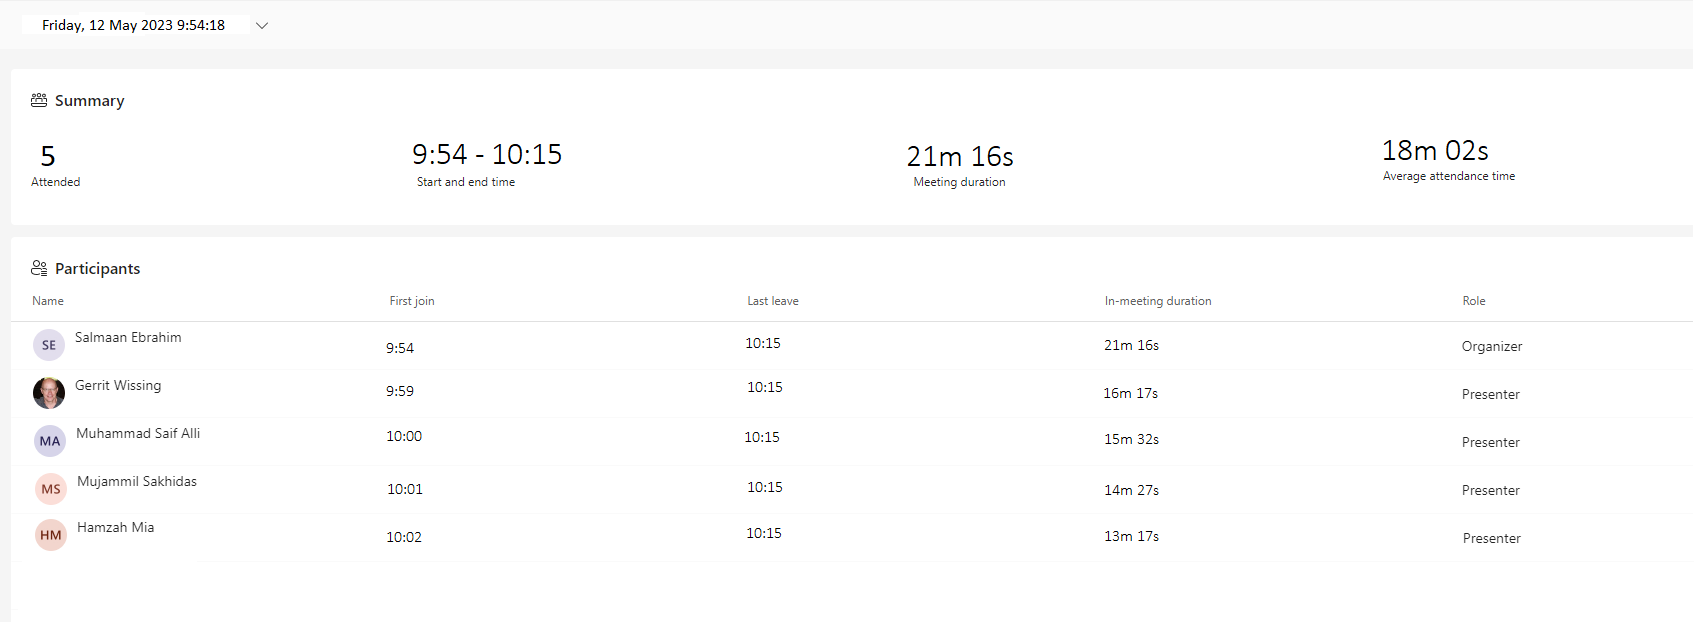 Friday, 12 May 2023 9:54:18
Summary
5 9:54 - 10:15 21m 16s 18m 02s
Attended Start and end time Meeting duration Average attendance time
Participants
Name First join Last leave In-meeting duration Role
SE Salmaan Ebrahim 9:54 10:15 21m 16s Organizer
Gerrit Wissing 9:59 10:15 16m 17s Presenter
MA Muhammad Saif Alli 10:00 10:15 15m 32s Presenter
MS Mujammil Sakhidas 10:01 10:15 14m 27s Presenter
HM Hamzah Mia 10:02 10:15 13m 17s Presenter